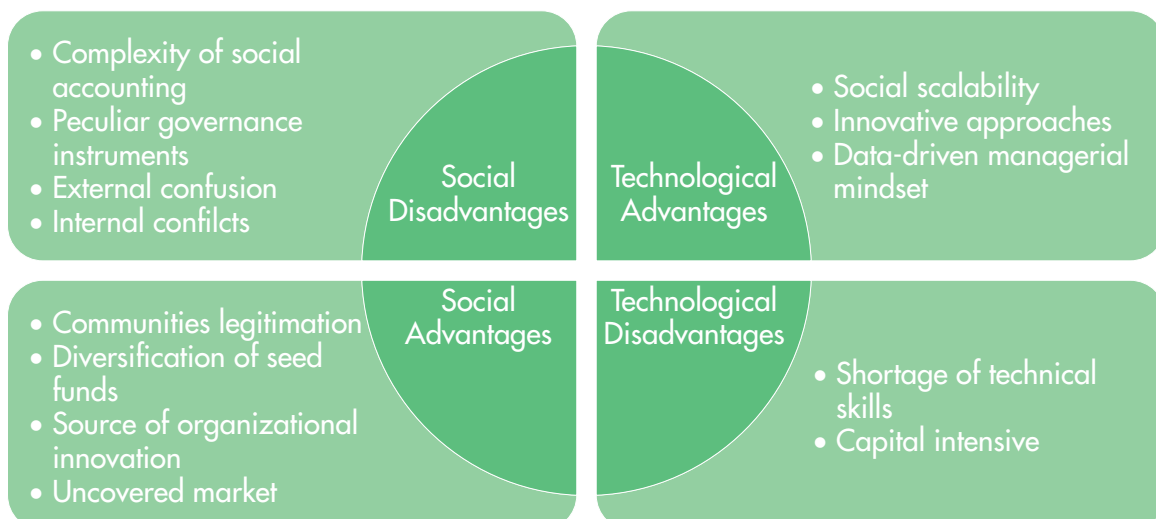 • Complexity of social
accounting
• Peculiar governance
instruments
• External confusion
• Internal confilcts
Social
Disadvantages
Technological
Advantages
• Social scalability
• Innovative approaches
• Data-driven managerial
mindset
• Communities legitimation
• Diversification of seed
funds
• Source of organizational
innovation
• Uncovered market
Social
Advantages
Technological
Disadvantages
• Shortage of technical
skills
• Capital intensive